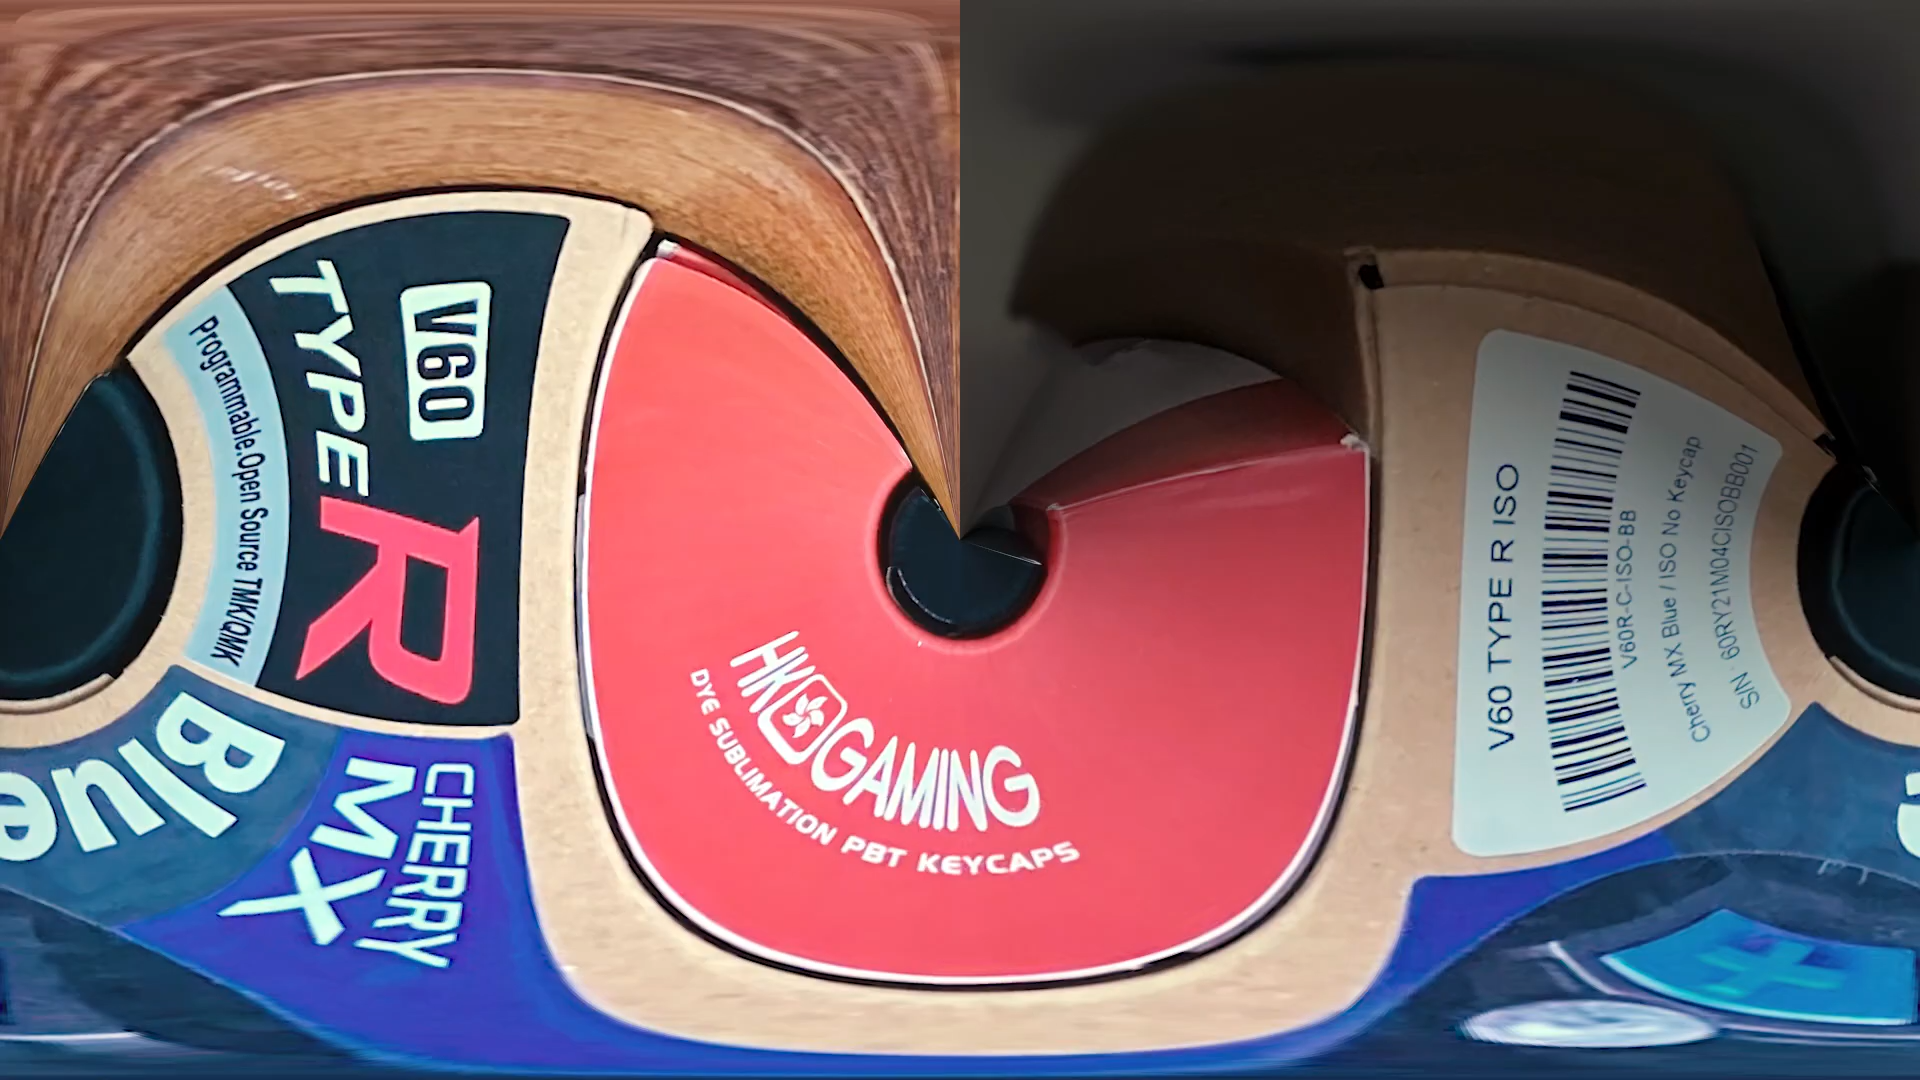 V60
TYPE R
Programmable.Open Source TMK/QMK
CHERRY
MX
Blue
HK GAMING
DYE SUBLIMATION PBT KEYCAPS
V60 TYPE R ISO
V60R-C-ISO-BB
Cherry MX Blue / ISO No Keycap
S/N : 60RY21M04CISOBB001